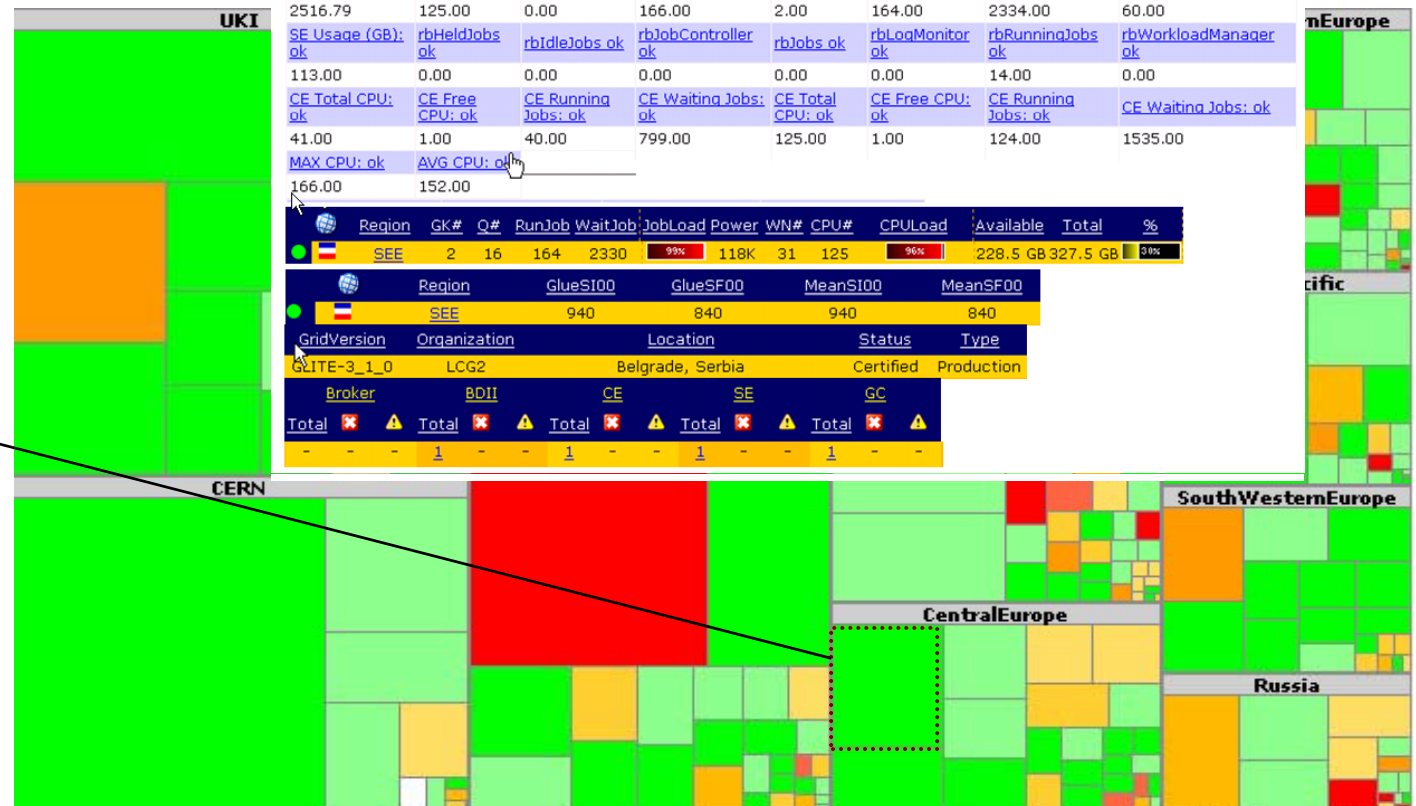 UKI
2516.79 125.00 0.00 166.00 2.00 164.00 2334.00 60.00
nEurope
SE Usage (GB): ok rbHeldJobs ok rbIdleJobs ok rbJobController ok rbJobs ok rbLogMonitor ok rbRunningJobs ok rbWorkloadManager ok
113.00 0.00 0.00 0.00 0.00 0.00 14.00 0.00
CE Total CPU: ok CE Free CPU: ok CE Running Jobs: ok CE Waiting Jobs: ok CE Total CPU: ok CE Free CPU: ok CE Running Jobs: ok CE Waiting Jobs: ok
41.00 1.00 40.00 799.00 125.00 1.00 124.00 1535.00
MAX CPU: ok AVG CPU: ok
166.00 152.00
Region GK# Q# RunJob WaitJob JobLoad Power WN# CPU# CPULoad Available Total %
SEE 2 16 164 2330 99% 118K 31 125 96% 228.5 GB 327.5 GB 30%
Region GlueSI00 GlueSF00 MeanSI00 MeanSF00
cific
SEE 940 840 940 840
GridVersion Organization Location Status Type
GLITE-3_1_0 LCG2 Belgrade, Serbia Certified Production
Broker BDII CE SE GC
Total Total Total Total Total
- - - 1 - - 1 - - 1 - - 1 - -
CERN
SouthWesternEurope
CentralEurope
Russia